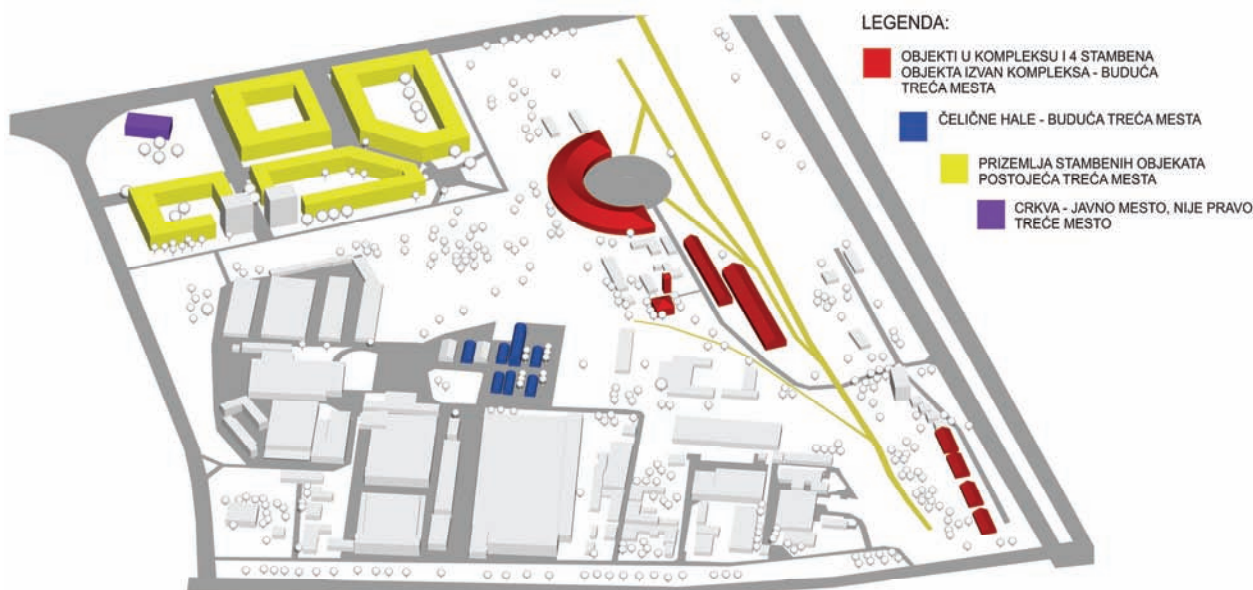 LEGENDA:
OBJEKTI U KOMPLEKSU I 4 STAMBENA
OBJEKTA IZVAN KOMPLEKSA - BUDUĆA
TREĆA MESTA
ČELIČNE HALE - BUDUĆA TREĆA MESTA
PRIZEMLJA STAMBENIH OBJEKATA
POSTOJEĆA TREĆA MESTA
CRKVA - JAVNO MESTO, NIJE PRAVO
TREĆE MESTO